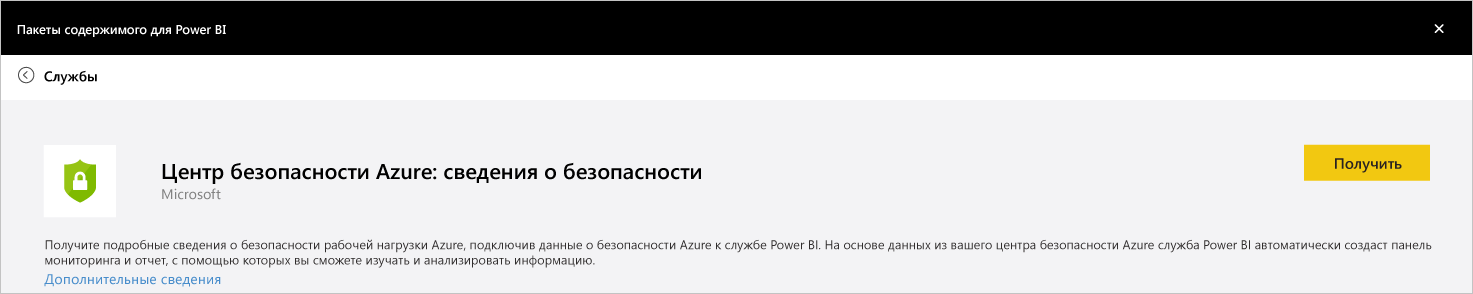 Пакеты содержимого для Power BI
Службы
Центр безопасности Azure: сведения о безопасности
Получить
Microsoft
Получите подробные сведения о безопасности рабочей нагрузки Azure, подключив данные о безопасности Azure к службе Power BI. На основе данных из вашего центра безопасности Azure служба Power BI автоматически создаст панель
мониторинга и отчет, с помощью которых вы сможете изучать и анализировать информацию.
Дополнительные сведения